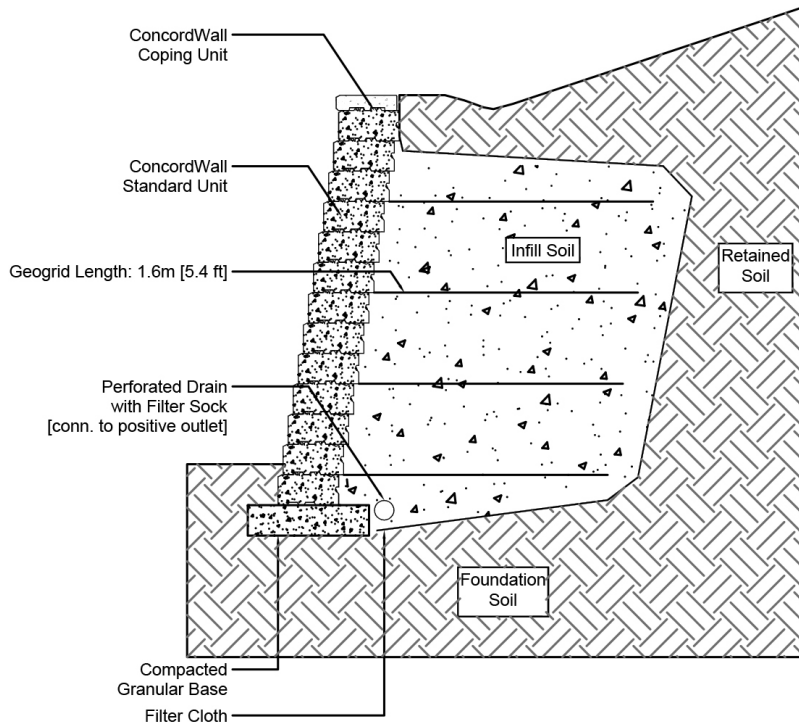 ConcordWall
Coping Unit
ConcordWall
Standard Unit
Infill Soil
Retained
Soil
Geogrid Length: 1.6m [5.4 ft]
Perforated Drain
with Filter Sock
[conn. to positive outlet]
Foundation
Soil
Compacted
Granular Base
Filter Cloth